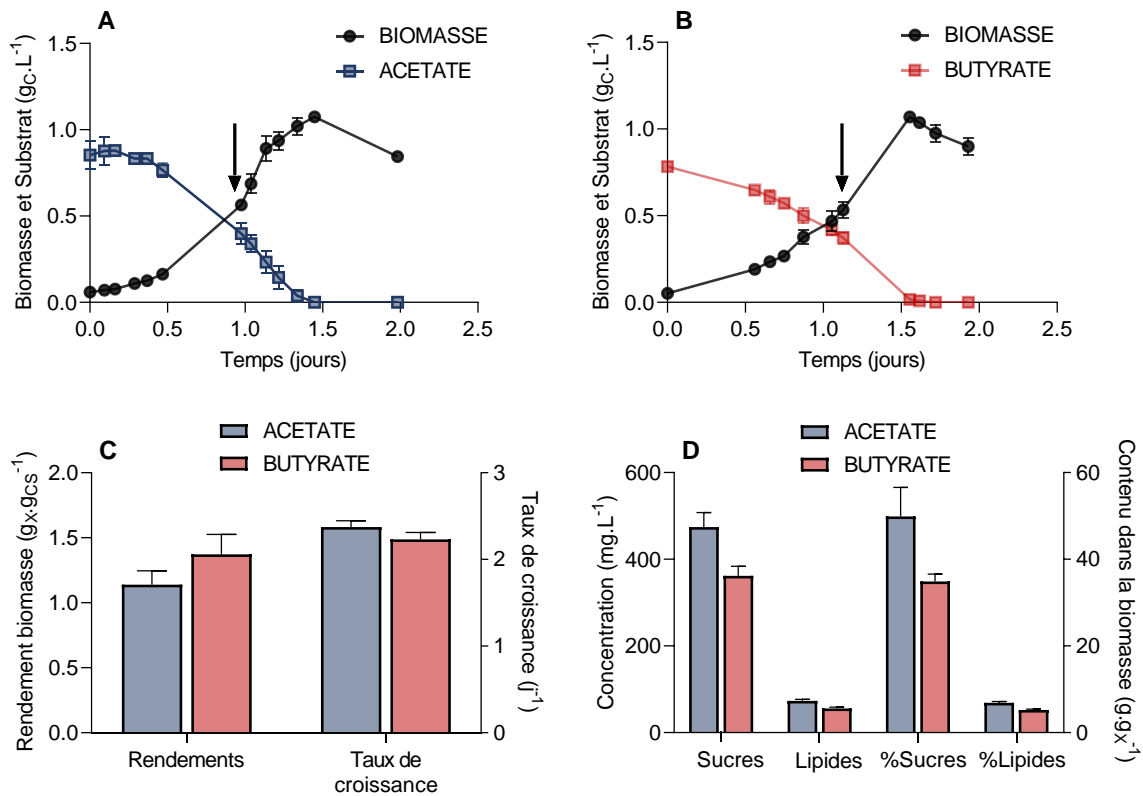 A
BIOMASSE
ACETATE
Biomasse et Substrat (gC.L-1)
1.5
1.0
0.5
0.0
0.0 0.5 1.0 1.5 2.0 2.5
Temps (jours)
B
BIOMASSE
BUTYRATE
Biomasse et Substrat (gC.L-1)
1.5
1.0
0.5
0.0
0.0 0.5 1.0 1.5 2.0 2.5
Temps (jours)
C
ACETATE
BUTYRATE
Rendement biomasse (gx.gCS-1)
2.0
1.5
1.0
0.5
0.0
3
2
1
0
Taux de croissance (j-1)
Rendements
Taux de
croissance
D
ACETATE
BUTYRATE
Concentration (mg.L-1)
600
400
200
0
60
40
20
0
Contenu dans
la biomasse (g.gx-1)
Sucres Lipides %Sucres %Lipides